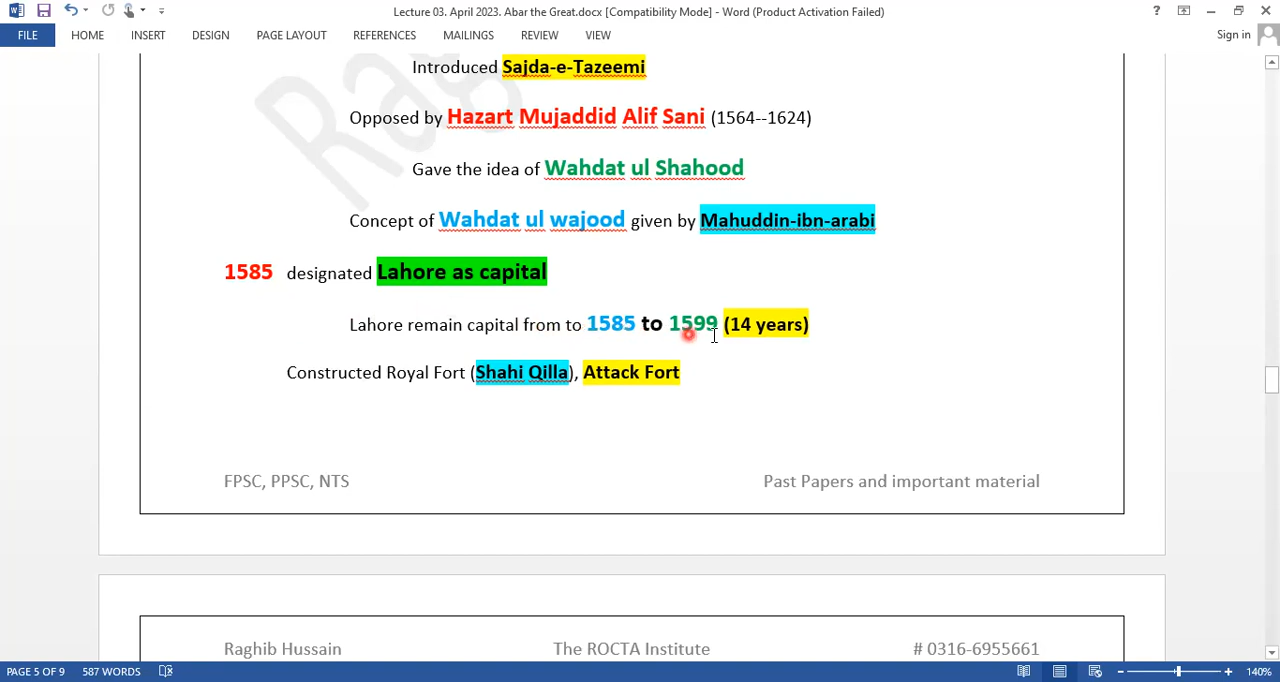 Lecture 03. April 2023. Abar the Great.docx [Compatibility Mode] - Word (Product Activation Failed)
FILE HOME INSERT DESIGN PAGE LAYOUT REFERENCES MAILINGS REVIEW VIEW Sign in
Introduced Sajda-e-Tazeemi
Opposed by Hazart Mujaddid Alif Sani (1564--1624)
Gave the idea of Wahdat ul Shahood
Concept of Wahdat ul wajood given by Mahuddin-ibn-arabi
1585 designated Lahore as capital
Lahore remain capital from to 1585 to 1599 (14 years)
Constructed Royal Fort (Shahi Qilla), Attack Fort
FPSC, PPSC, NTS Past Papers and important material
Raghib Hussain The ROCTA Institute # 0316-6955661
PAGE 5 OF 9 587 WORDS 140%